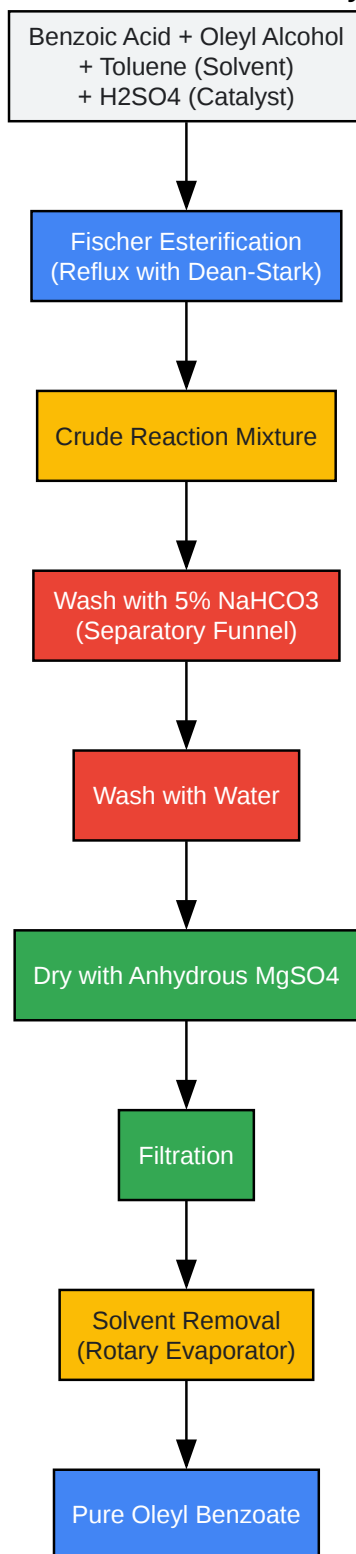 Benzoic Acid + Oleyl Alcohol
+ Toluene (Solvent)
+ H2SO4 (Catalyst)
Fischer Esterification
(Reflux with Dean-Stark)
Crude Reaction Mixture
Wash with 5% NaHCO3
(Separatory Funnel)
Wash with Water
Dry with Anhydrous MgSO4
Filtration
Solvent Removal
(Rotary Evaporator)
Pure Oleyl Benzoate